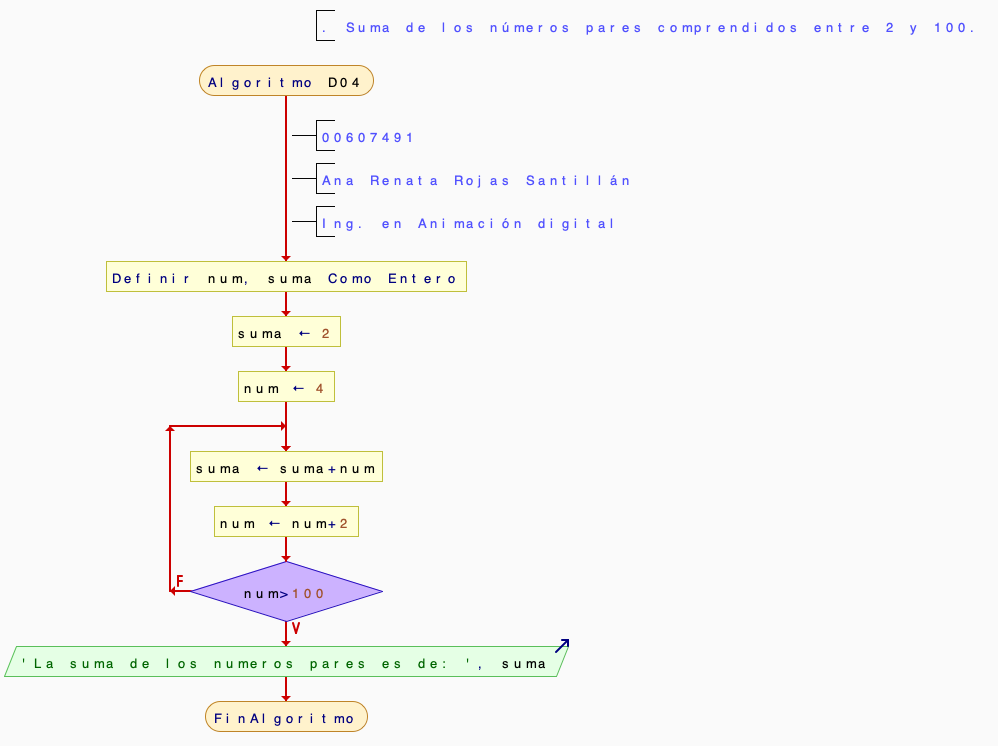 . Suma de los números pares comprendidos entre 2 y 100.
Algoritmo D04
00607491
Ana Renata Rojas Santillán
Ing. en Animación digital
Definir num, suma Como Entero
suma ← 2
num ← 4
suma ← suma+num
num ← num+2
F
num>100
V
'La suma de los numeros pares es de: ', suma
FinAlgoritmo